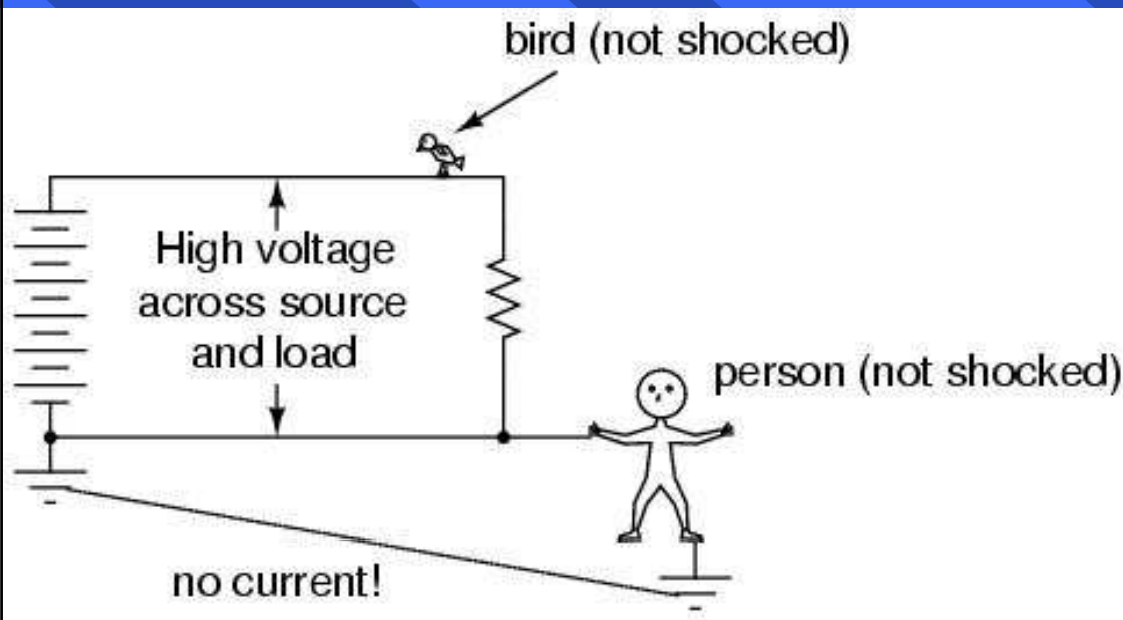 bird (not shocked)
High voltage
across source
and load
person (not shocked)
no current!